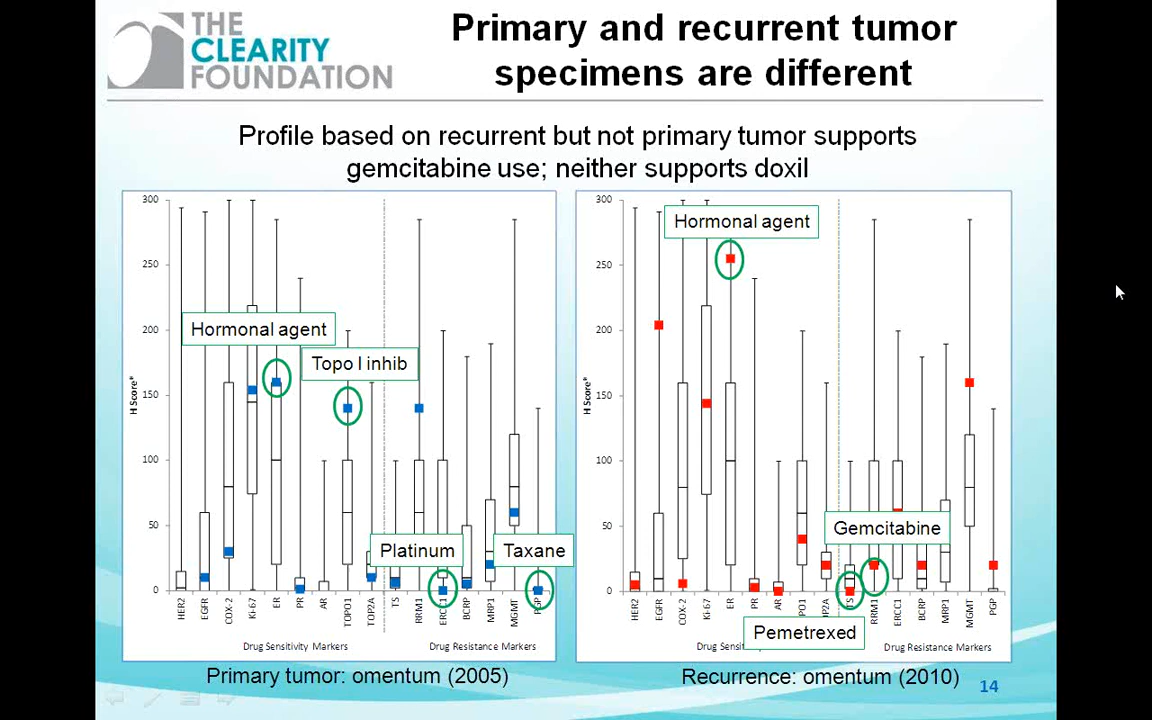 THE
CLEARITY
FOUNDATION
Primary and recurrent tumor
specimens are different
Profile based on recurrent but not primary tumor supports
gemcitabine use; neither supports doxil
300
250
200
150
100
50
0
H Score*
Hormonal agent
Topo I inhib
Platinum
Taxane
HER2
EGFR
COX-2
Ki-67
ER
PR
AR
TOPO1
TOP2A
TS
RRM1
ERCC1
BCRP
MRP1
MGMT
PGP
Drug Sensitivity Markers
Drug Resistance Markers
Primary tumor: omentum (2005)
300
250
200
150
100
50
0
H Score*
Hormonal agent
Gemcitabine
Pemetrexed
HER2
EGFR
COX-2
Ki-67
ER
PR
AR
PO1
P2A
TS
RRM1
ERCC1
BCRP
MRP1
MGMT
PGP
Drug Sensi
Drug Resistance Markers
Recurrence: omentum (2010)
14